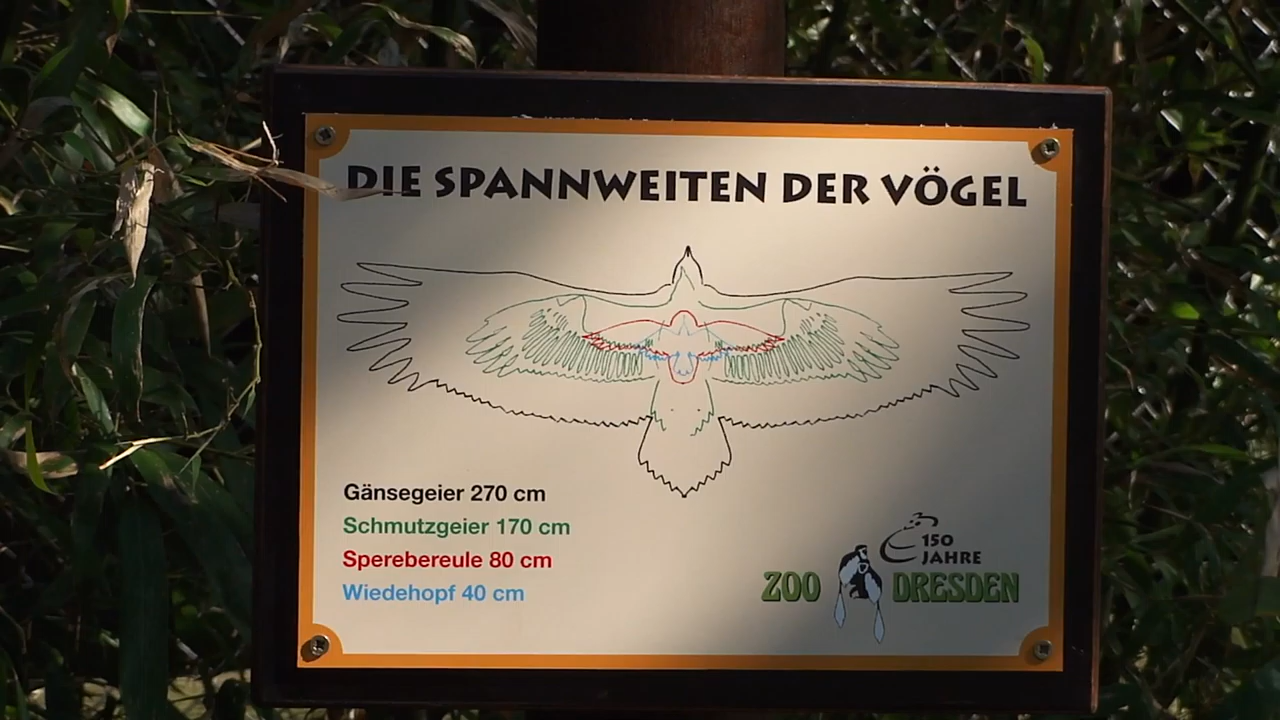 DIE SPANNWEITEN DER VÖGEL
Gänsegeier 270 cm
Schmutzgeier 170 cm
Sperebereule 80 cm
Wiedehopf 40 cm
150
JAHRE
ZOO DRESDEN